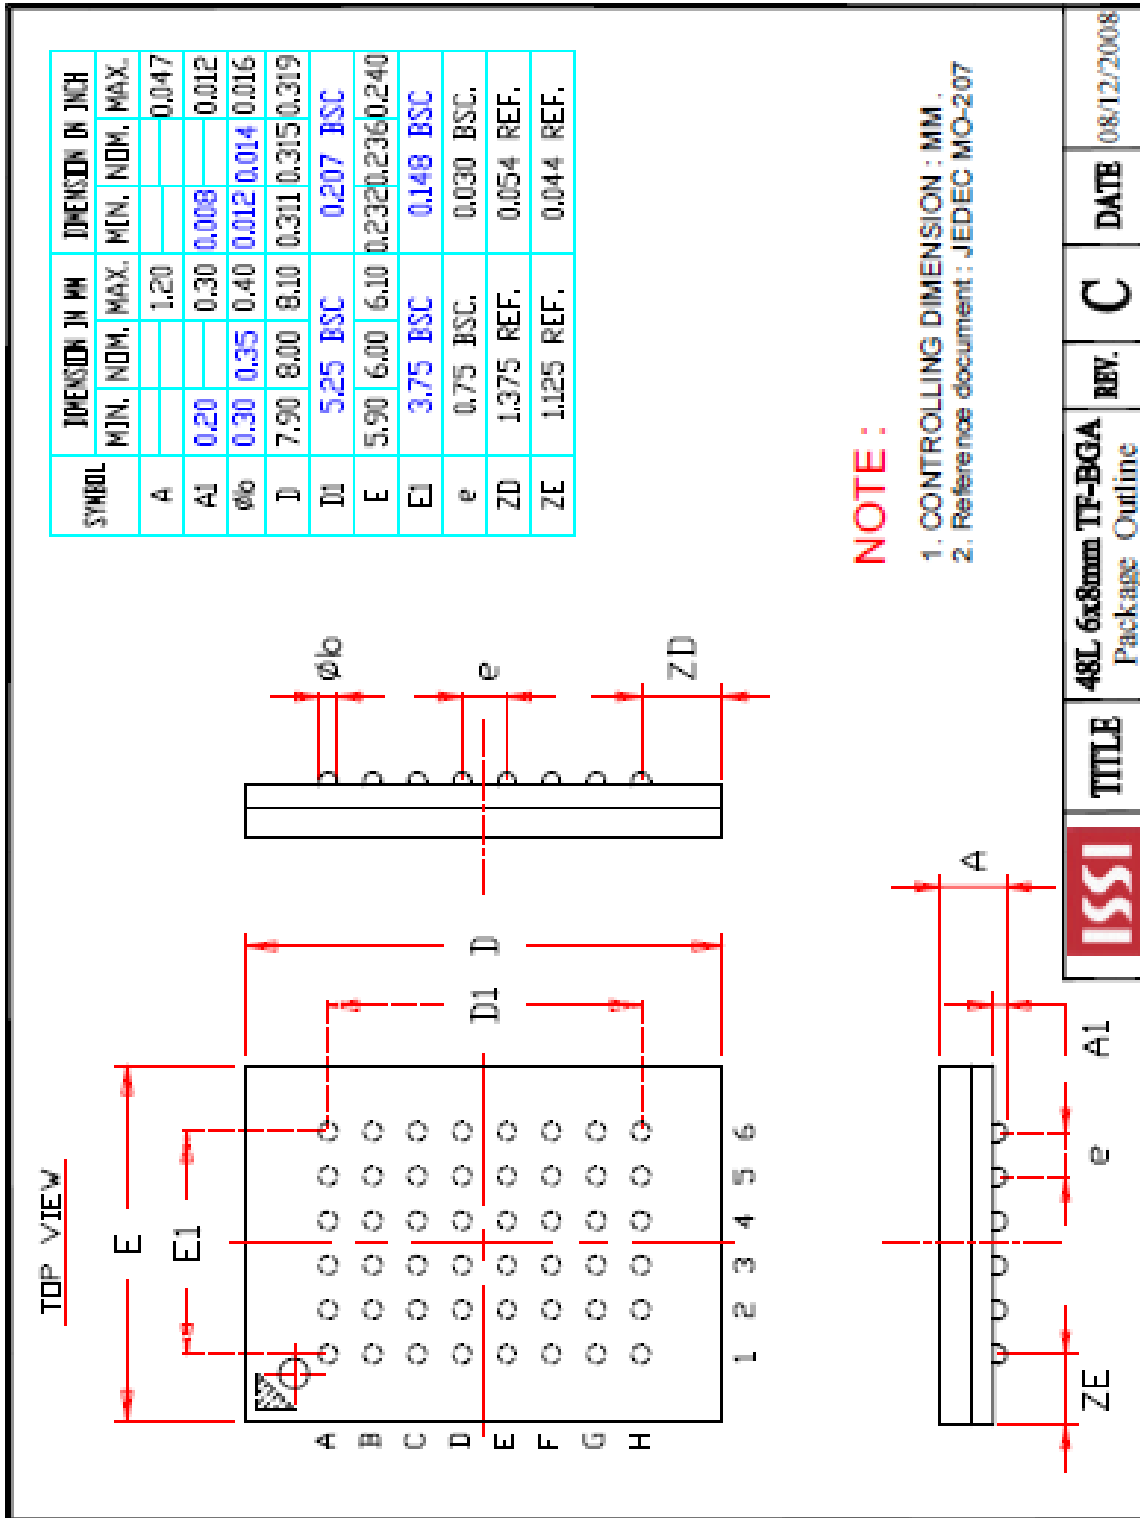 TOP VIEW
E
E1
A
B
C
D
E
F
G
H
1 2 3 4 5 6
D1
D
Øb
e
ZD
ZE
e
A1
A
SYMBOL DIMENSION IN MM DIMENSION IN INCH
MIN. NOM. MAX. MIN. NOM. MAX.
A 1.20 0.047
A1 0.20 0.30 0.008 0.012
Øb 0.30 0.35 0.40 0.012 0.014 0.016
D 7.90 8.00 8.10 0.311 0.315 0.319
D1 5.25 BSC 0.207 BSC
E 5.90 6.00 6.10 0.232 0.236 0.240
E1 3.75 BSC 0.148 BSC
e 0.75 BSC. 0.030 BSC.
ZD 1.375 REF. 0.054 REF.
ZE 1.125 REF. 0.044 REF.
NOTE :
1. CONTROLLING DIMENSION : MM .
2. Reference document : JEDEC MO-207
ISSI TITLE 48L 6x8mm TF-BGA REV. C DATE 08/12/2008
Package Outline